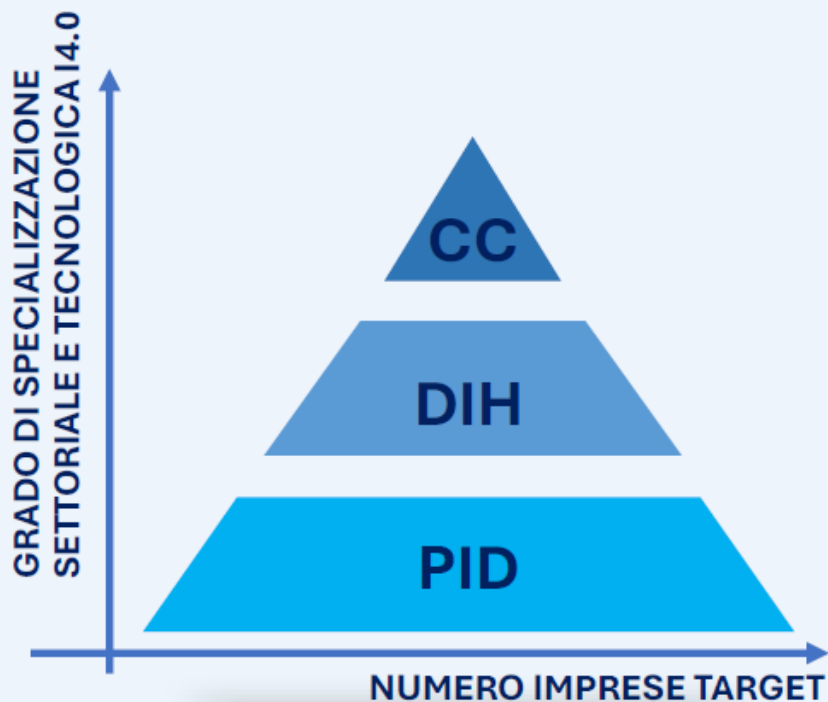 GRADO DI SPECIALIZZAZIONE
SETTORIALE E TECNOLOGICA I4.0
CC
DIH
PID
NUMERO IMPRESE TARGET